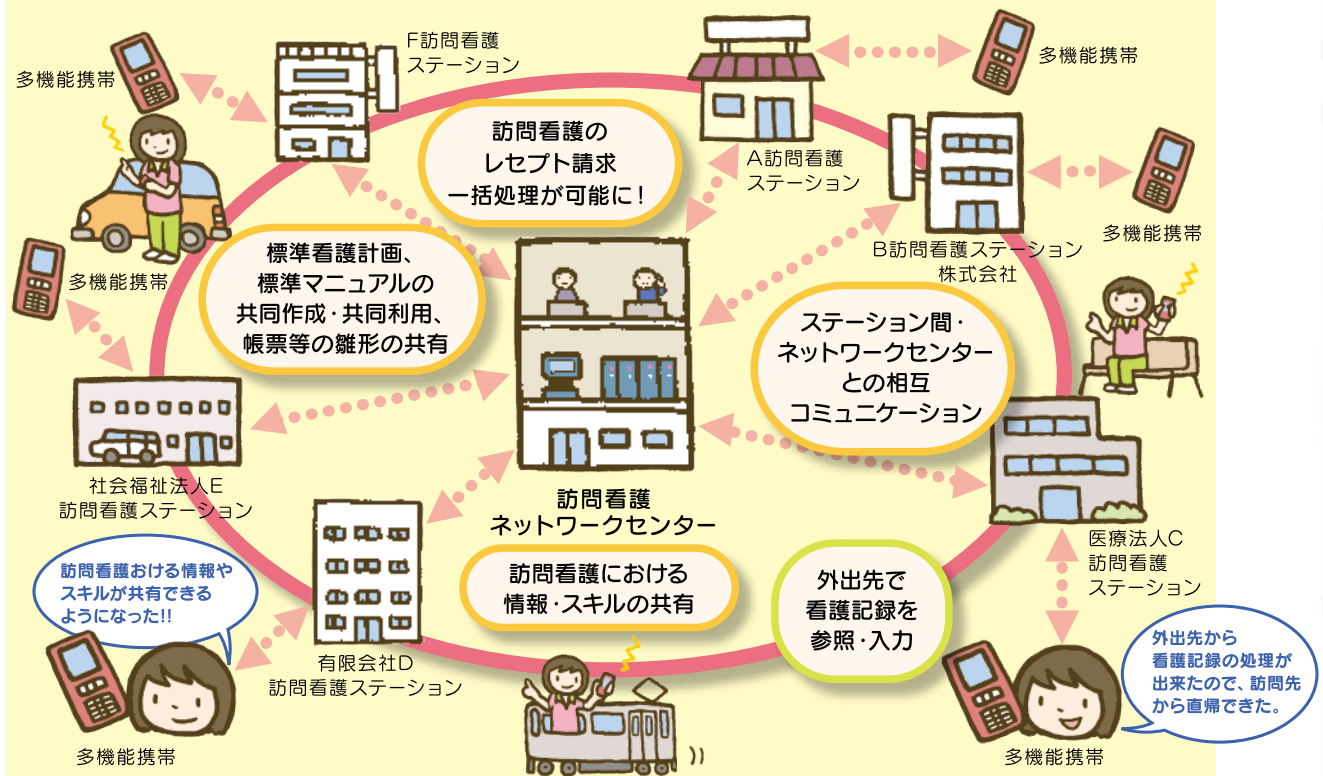 F訪問看護
ステーション
多機能携帯
多機能携帯
訪問看護の
レセプト請求
一括処理が可能に！
A訪問看護
ステーション
B訪問看護ステーション
株式会社
多機能携帯
多機能携帯
標準看護計画、
標準マニュアルの
共同作成・共同利用、
帳票等の雛形の共有
ステーション間・
ネットワークセンター
との相互
コミュニケーション
社会福祉法人E
訪問看護ステーション
訪問看護
ネットワークセンター
医療法人C
訪問看護
ステーション
訪問看護おける情報や
スキルが共有できる
ようになった!!
訪問看護における
情報・スキルの共有
外出先で
看護記録を
参照・入力
有限会社D
訪問看護ステーション
外出先から
看護記録の処理が
出来たので、訪問先
から直帰できた。
多機能携帯
多機能携帯